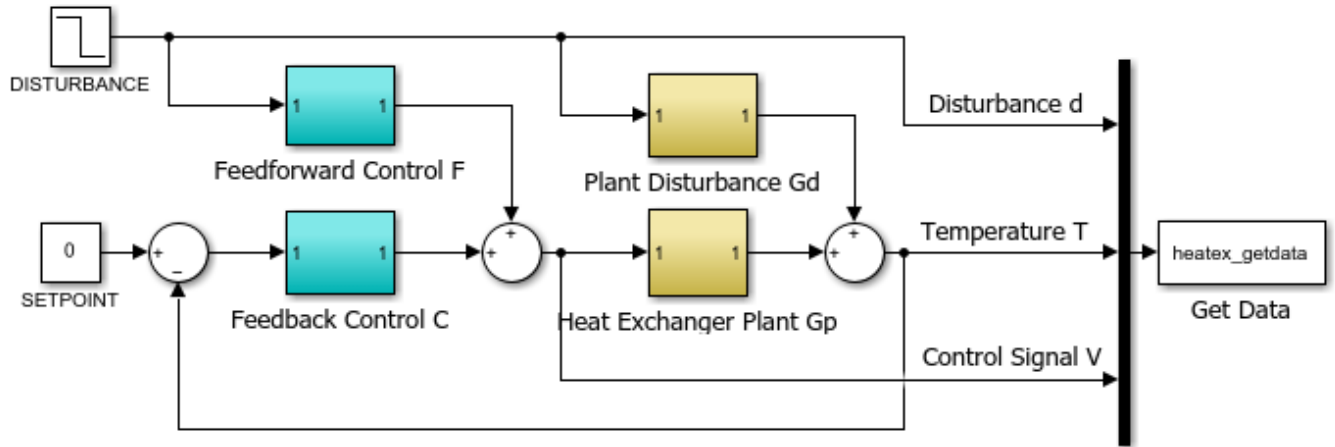 DISTURBANCE
1 1
Feedforward Control F
1 1
Plant Disturbance Gd
Disturbance d
0
SETPOINT
+
−
1 1
Feedback Control C
+
+
1 1
Heat Exchanger Plant Gp
+
+
Temperature T
Control Signal V
heatex_getdata
Get Data